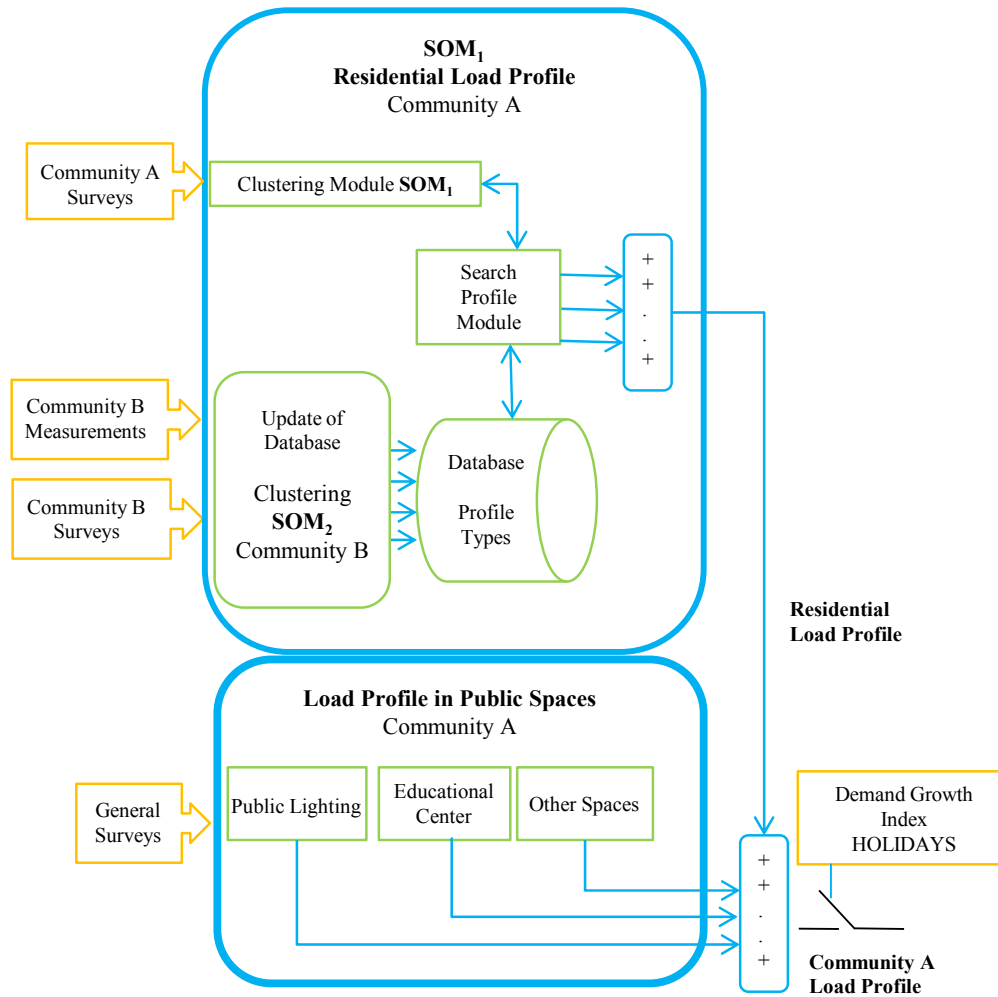 SOM₁
Residential Load Profile
Community A
Community A
Surveys
Clustering Module SOM₁
Search
Profile
Module
+
+
.
.
+
Community B
Measurements
Update of
Database
Clustering
SOM₂
Community B
Database
Profile
Types
Community B
Surveys
Residential
Load Profile
Load Profile in Public Spaces
Community A
General
Surveys
Public Lighting
Educational
Center
Other Spaces
+
+
.
.
+
Demand Growth
Index
HOLIDAYS
Community A
Load Profile